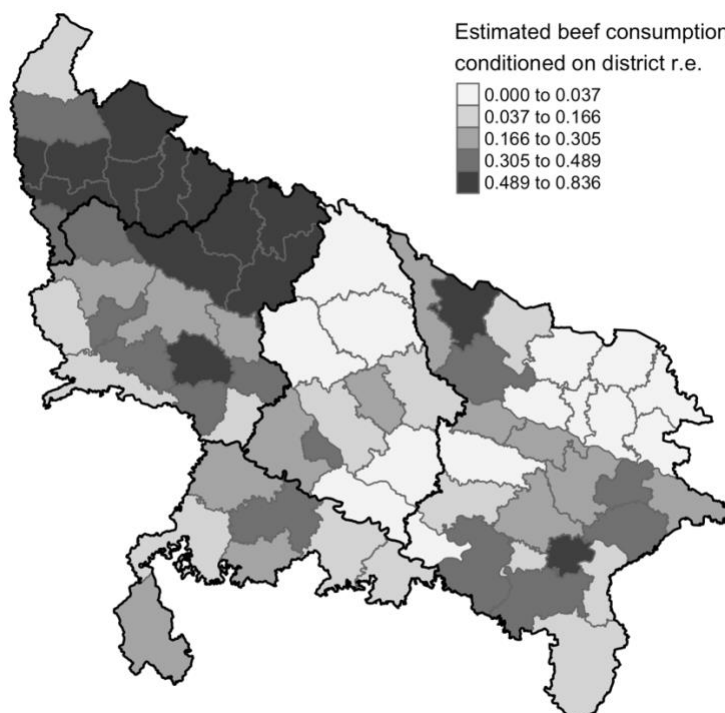 Estimated beef consumption
conditioned on district r.e.
0.000 to 0.037
0.037 to 0.166
0.166 to 0.305
0.305 to 0.489
0.489 to 0.836